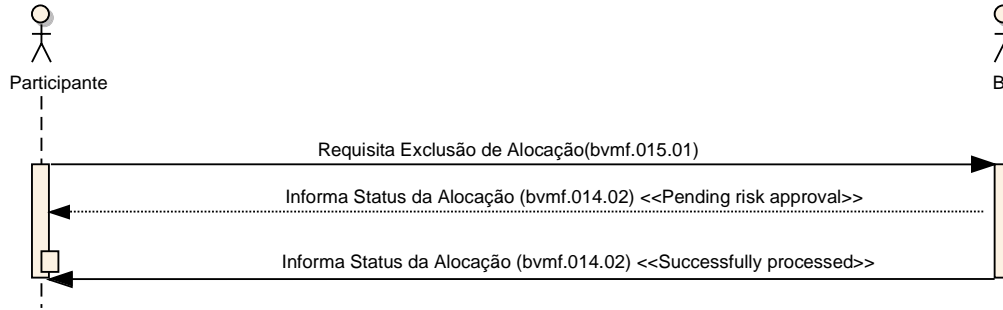 Participante
B
Requisita Exclusão de Alocação(bvmf.015.01)
Informa Status da Alocação (bvmf.014.02) <<Pending risk approval>>
Informa Status da Alocação (bvmf.014.02) <<Successfully processed>>